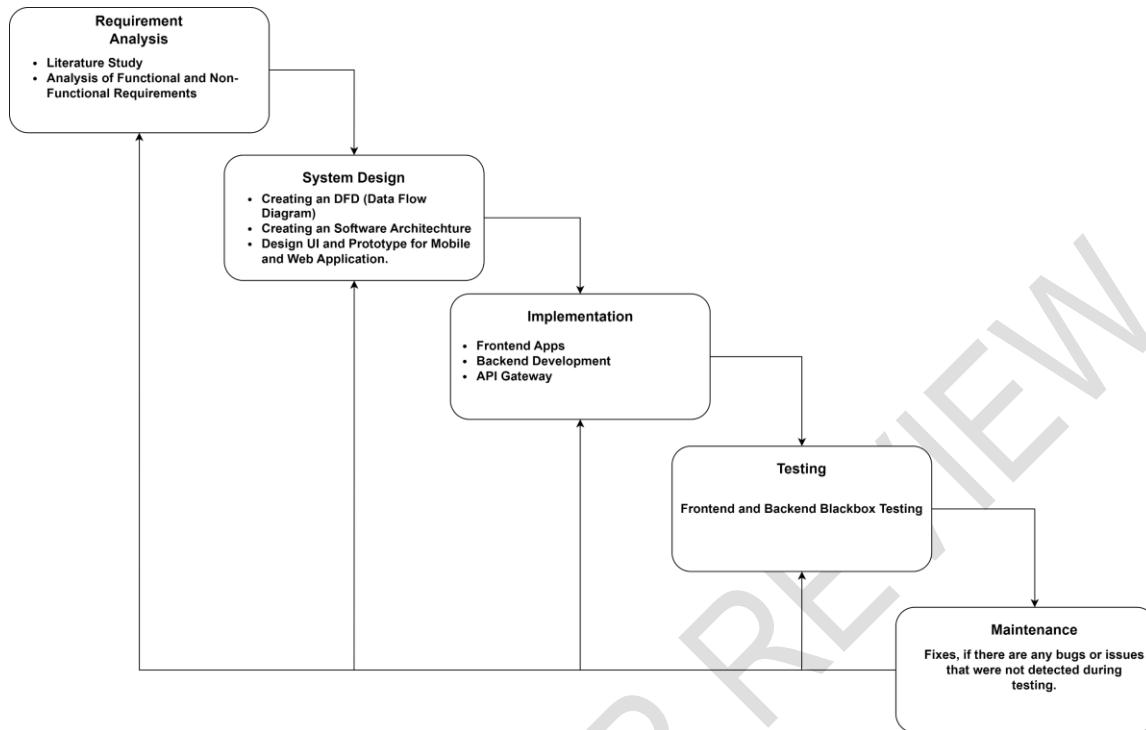 Requirement
Analysis
• Literature Study
• Analysis of Functional and Non-
Functional Requirements
System Design
• Creating an DFD (Data Flow
Diagram)
• Creating an Software Architechture
• Design UI and Prototype for Mobile
and Web Application.
Implementation
• Frontend Apps
• Backend Development
• API Gateway
Testing
Frontend and Backend Blackbox Testing
Maintenance
Fixes, if there are any bugs or issues
that were not detected during
testing.
R REVIEW